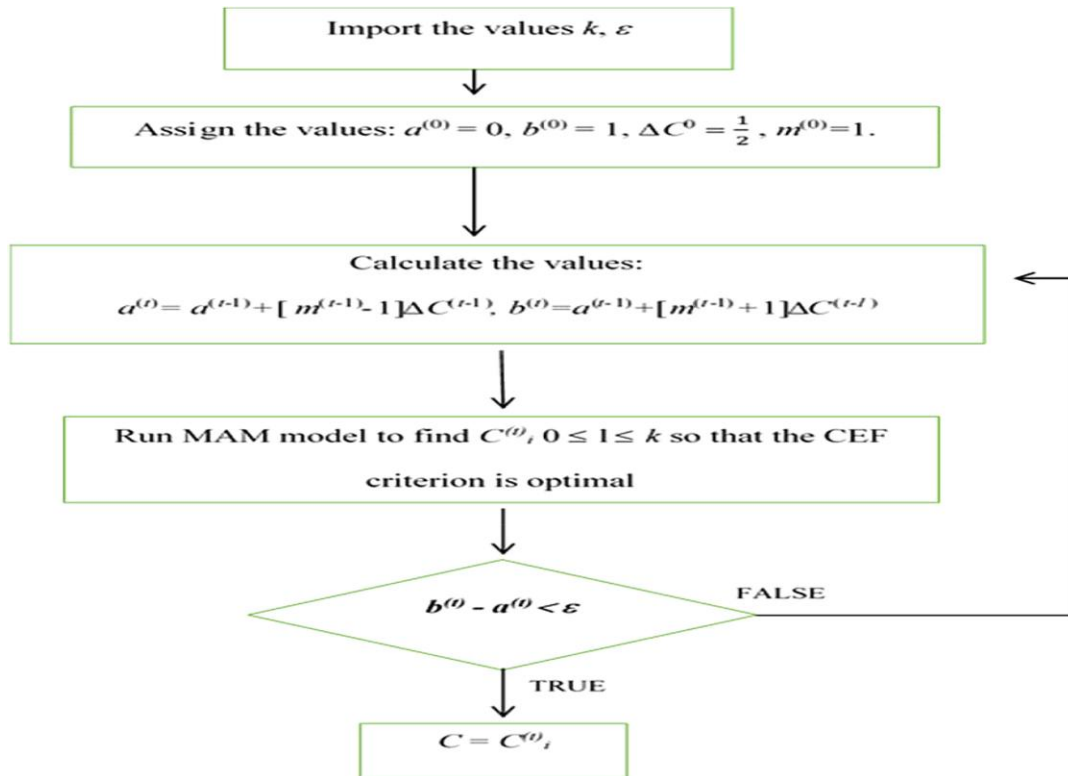 Import the values k, ε
Assign the values: a⁽⁰⁾ = 0, b⁽⁰⁾ = 1, ΔC⁰ = 1/2 , m⁽⁰⁾=1.
Calculate the values:
a⁽ᵗ⁾= a⁽ᵗ⁻¹⁾+[ m⁽ᵗ⁻¹⁾-1]ΔC⁽ᵗ⁻¹⁾, b⁽ᵗ⁾=a⁽ᵗ⁻¹⁾+[m⁽ᵗ⁻¹⁾+1]ΔC⁽ᵗ⁻¹⁾
Run MAM model to find C⁽ᵗ⁾ᵢ 0 ≤ 1 ≤ k so that the CEF
criterion is optimal
b⁽ᵗ⁾ - a⁽ᵗ⁾ < ε
FALSE
TRUE
C = C⁽ᵗ⁾ᵢ